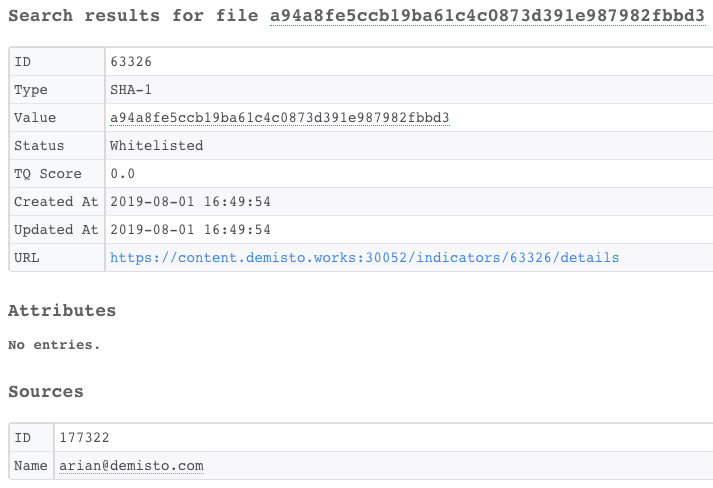 Search results for file a94a8fe5ccb19ba61c4c0873d391e987982fbbd3
ID 63326
Type SHA-1
Value a94a8fe5ccb19ba61c4c0873d391e987982fbbd3
Status Whitelisted
TQ Score 0.0
Created At 2019-08-01 16:49:54
Updated At 2019-08-01 16:49:54
URL https://content.demisto.works:30052/indicators/63326/details
Attributes
No entries.
Sources
ID 177322
Name arian@demisto.com